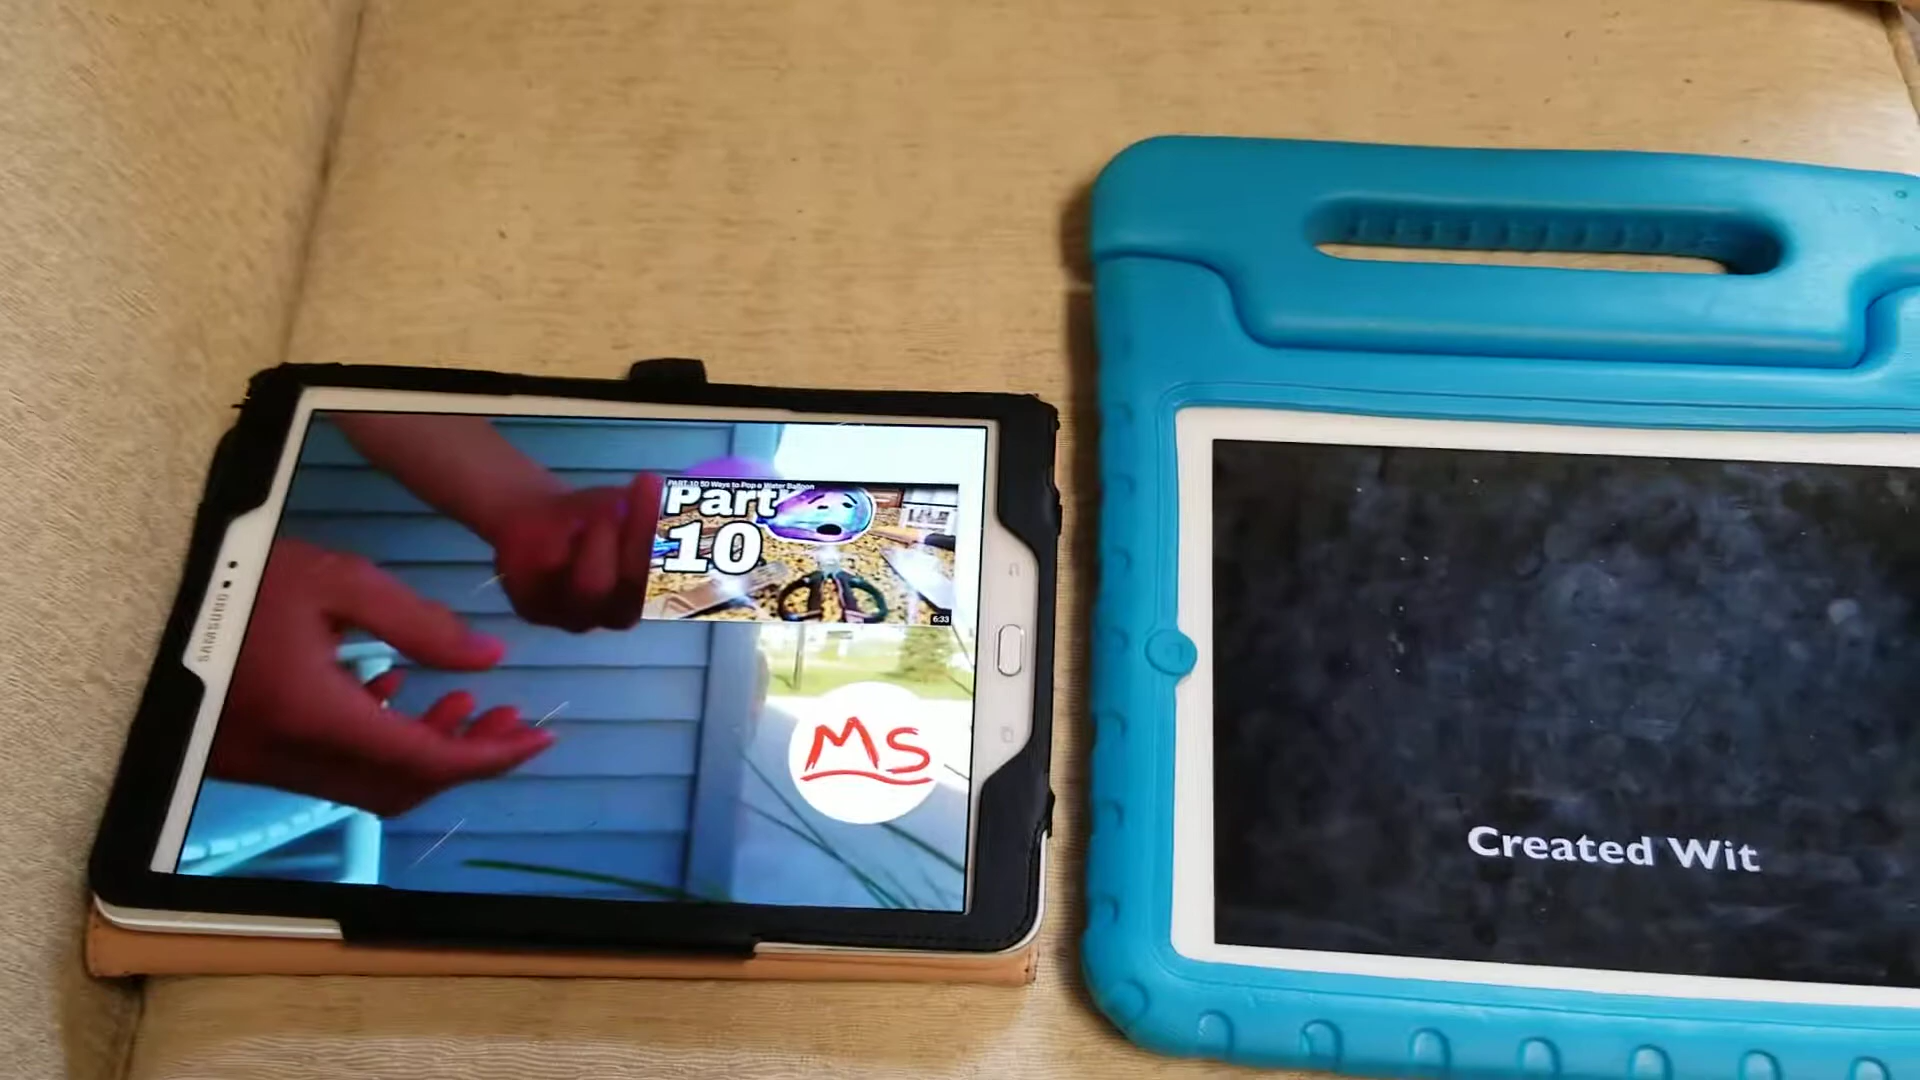 SAMSUNG
PART 10 50 Ways to Pop a Water Balloon
Part
10
6:33
MS
Created Wit